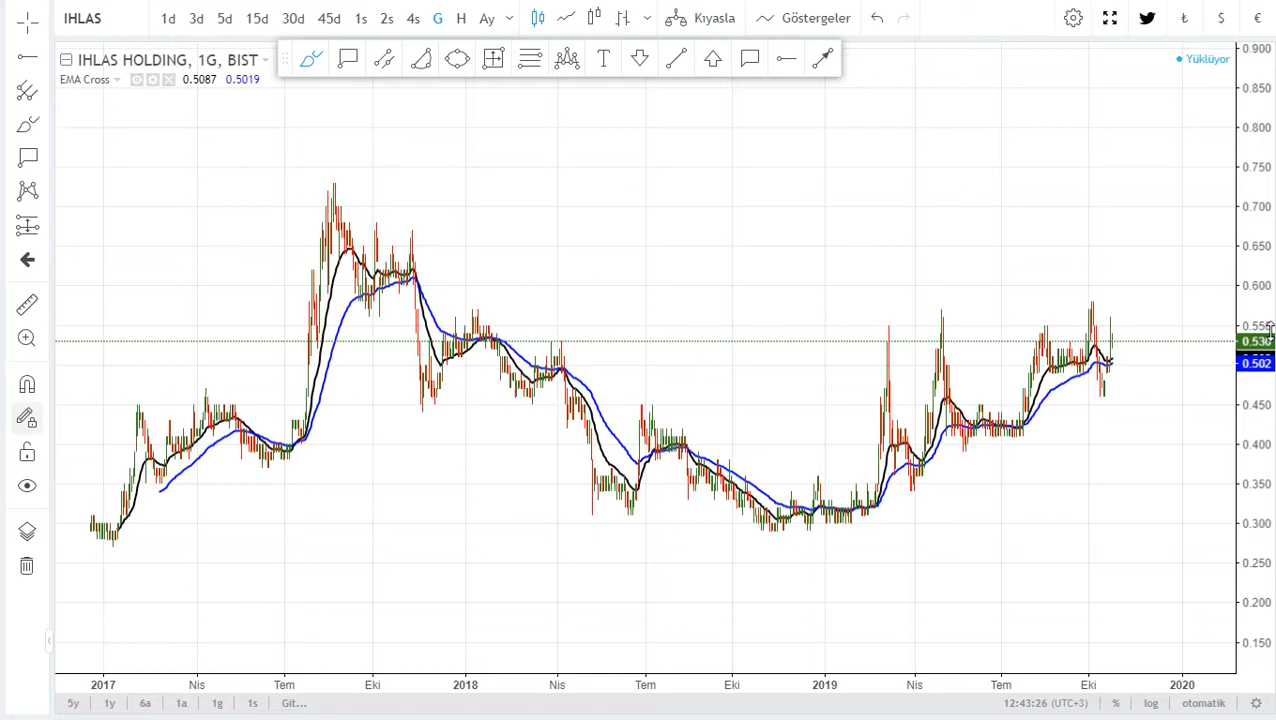 IHLAS 1d 3d 5d 15d 30d 45d 1s 2s 4s G H Ay Kıyasla Göstergeler ₺ $ €
IHLAS HOLDING, 1G, BIST
EMA Cross 0.5087 0.5019
Yüklüyor
0.900
0.850
0.800
0.750
0.700
0.650
0.600
0.550
0.530
0.502
0.450
0.400
0.350
0.300
0.250
0.200
0.150
2017 Nis Tem Eki 2018 Nis Tem Eki 2019 Nis Tem Eki 2020
5y 1y 6a 1a 1g 1s Git... 12:43:26 (UTC+3) % log otomatik